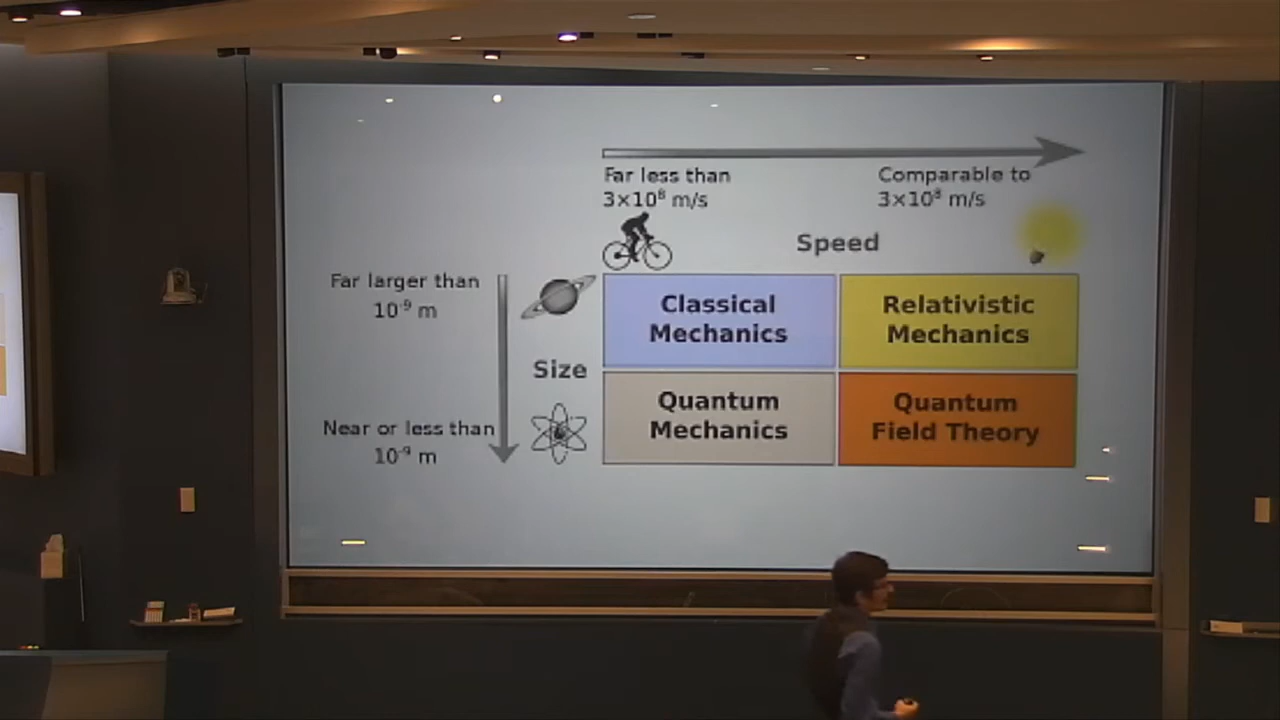 Far less than
3×10⁸ m/s
Comparable to
3×10⁸ m/s
Speed
Far larger than
10⁻⁹ m
Size
Near or less than
10⁻⁹ m
Classical
Mechanics
Relativistic
Mechanics
Quantum
Mechanics
Quantum
Field Theory